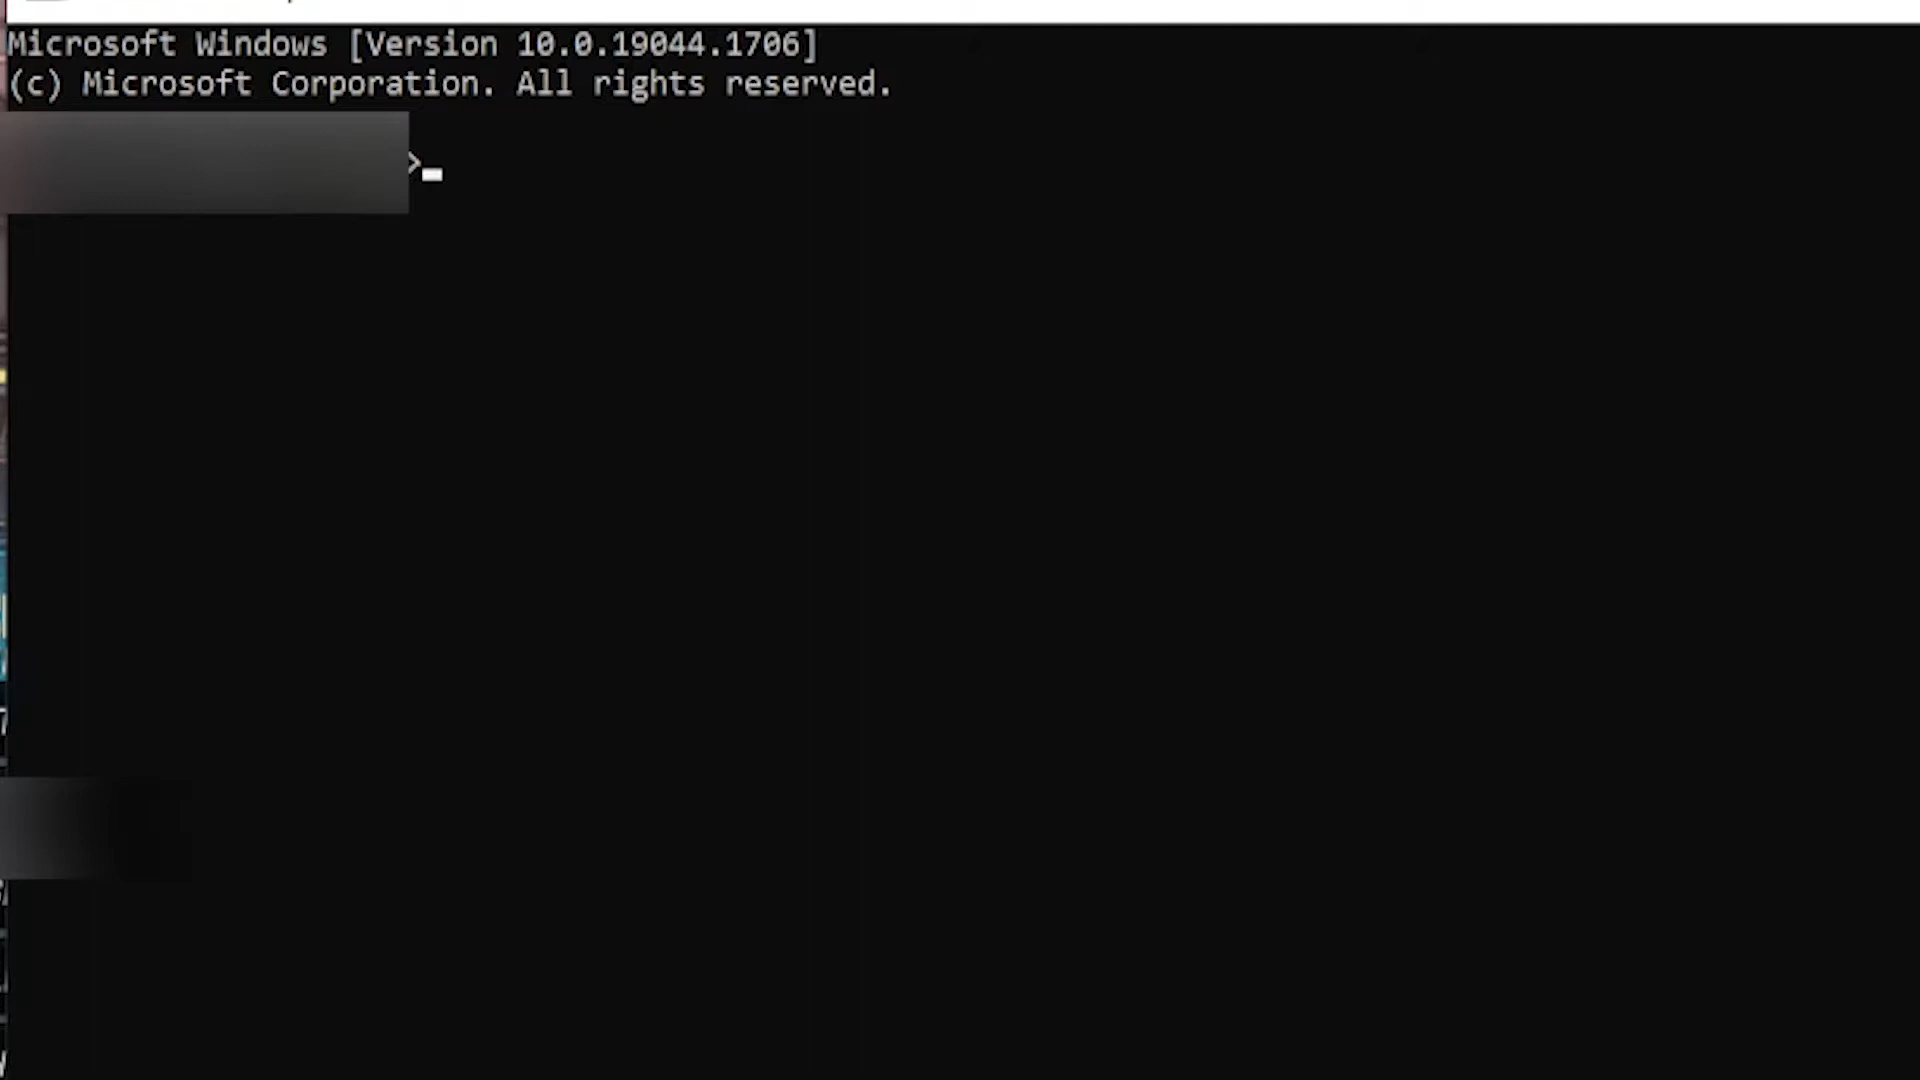 Microsoft Windows [Version 10.0.19044.1706]
(c) Microsoft Corporation. All rights reserved.
>